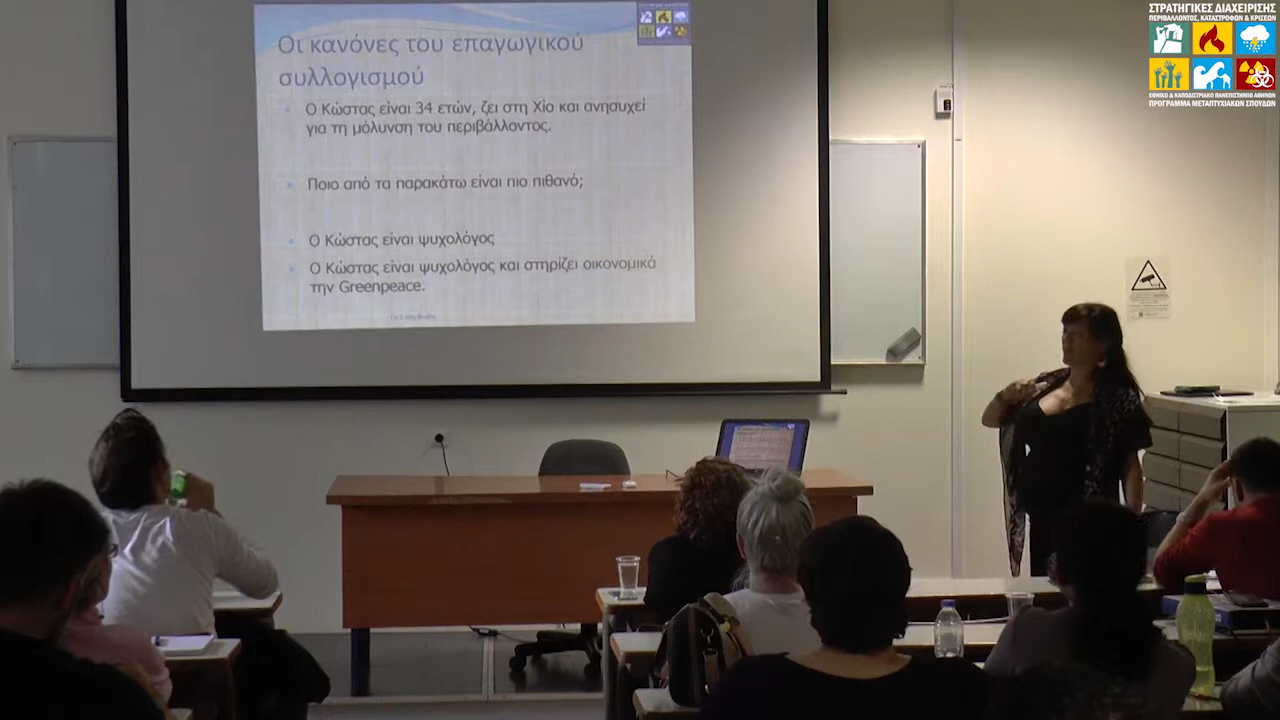 ΣΤΡΑΤΗΓΙΚΕΣ ΔΙΑΧΕΙΡΙΣΗΣ
ΠΕΡΙΒΑΛΛΟΝΤΟΣ, ΚΑΤΑΣΤΡΟΦΩΝ & ΚΡΙΣΕΩΝ
ΕΘΝΙΚΟ & ΚΑΠΟΔΙΣΤΡΙΑΚΟ ΠΑΝΕΠΙΣΤΗΜΙΟ ΑΘΗΝΩΝ
ΠΡΟΓΡΑΜΜΑ ΜΕΤΑΠΤΥΧΙΑΚΩΝ ΣΠΟΥΔΩΝ
Οι κανόνες του επαγωγικού
συλλογισμού
Ο Κώστας είναι 34 ετών, ζει στη Χίο και ανησυχεί
για τη μόλυνση του περιβάλλοντος.
Ποιο από τα παρακάτω είναι πιο πιθανό;
Ο Κώστας είναι ψυχολόγος
Ο Κώστας είναι ψυχολόγος και στηρίζει οικονομικά
την Greenpeace.